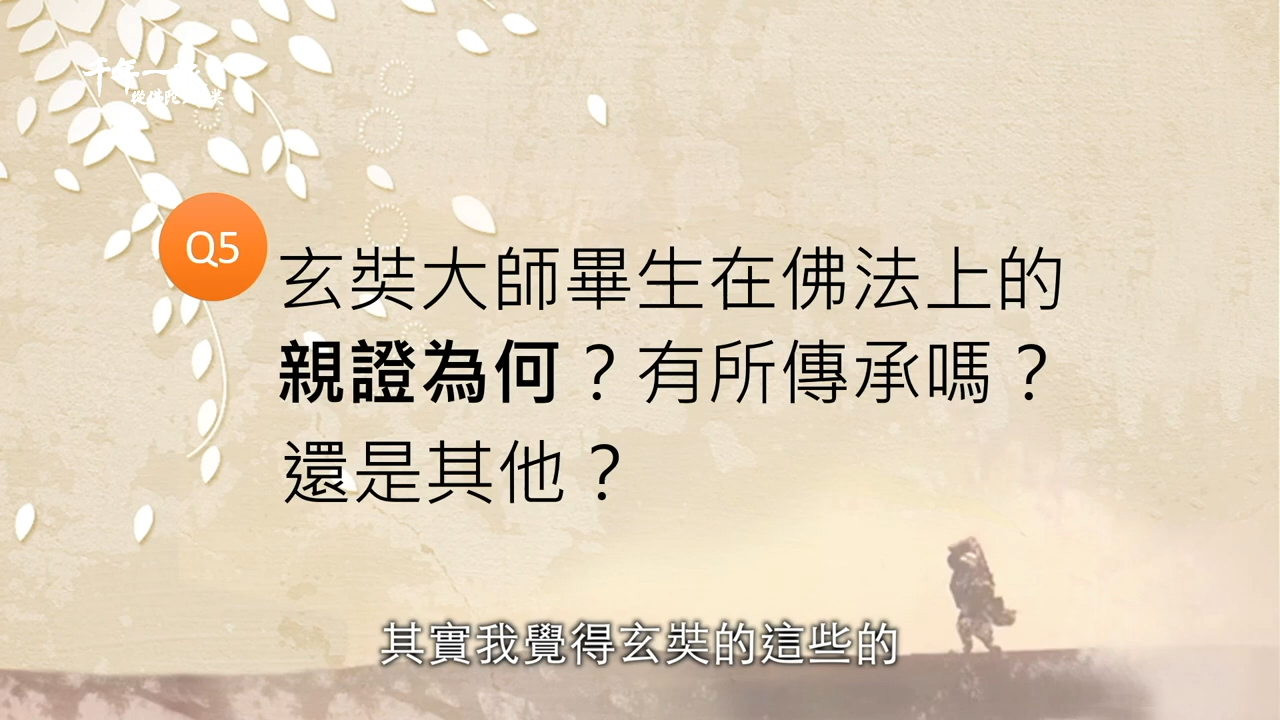 Q5
玄奘大師畢生在佛法上的
親證為何？有所傳承嗎？
還是其他？
其實我覺得玄奘的這些的